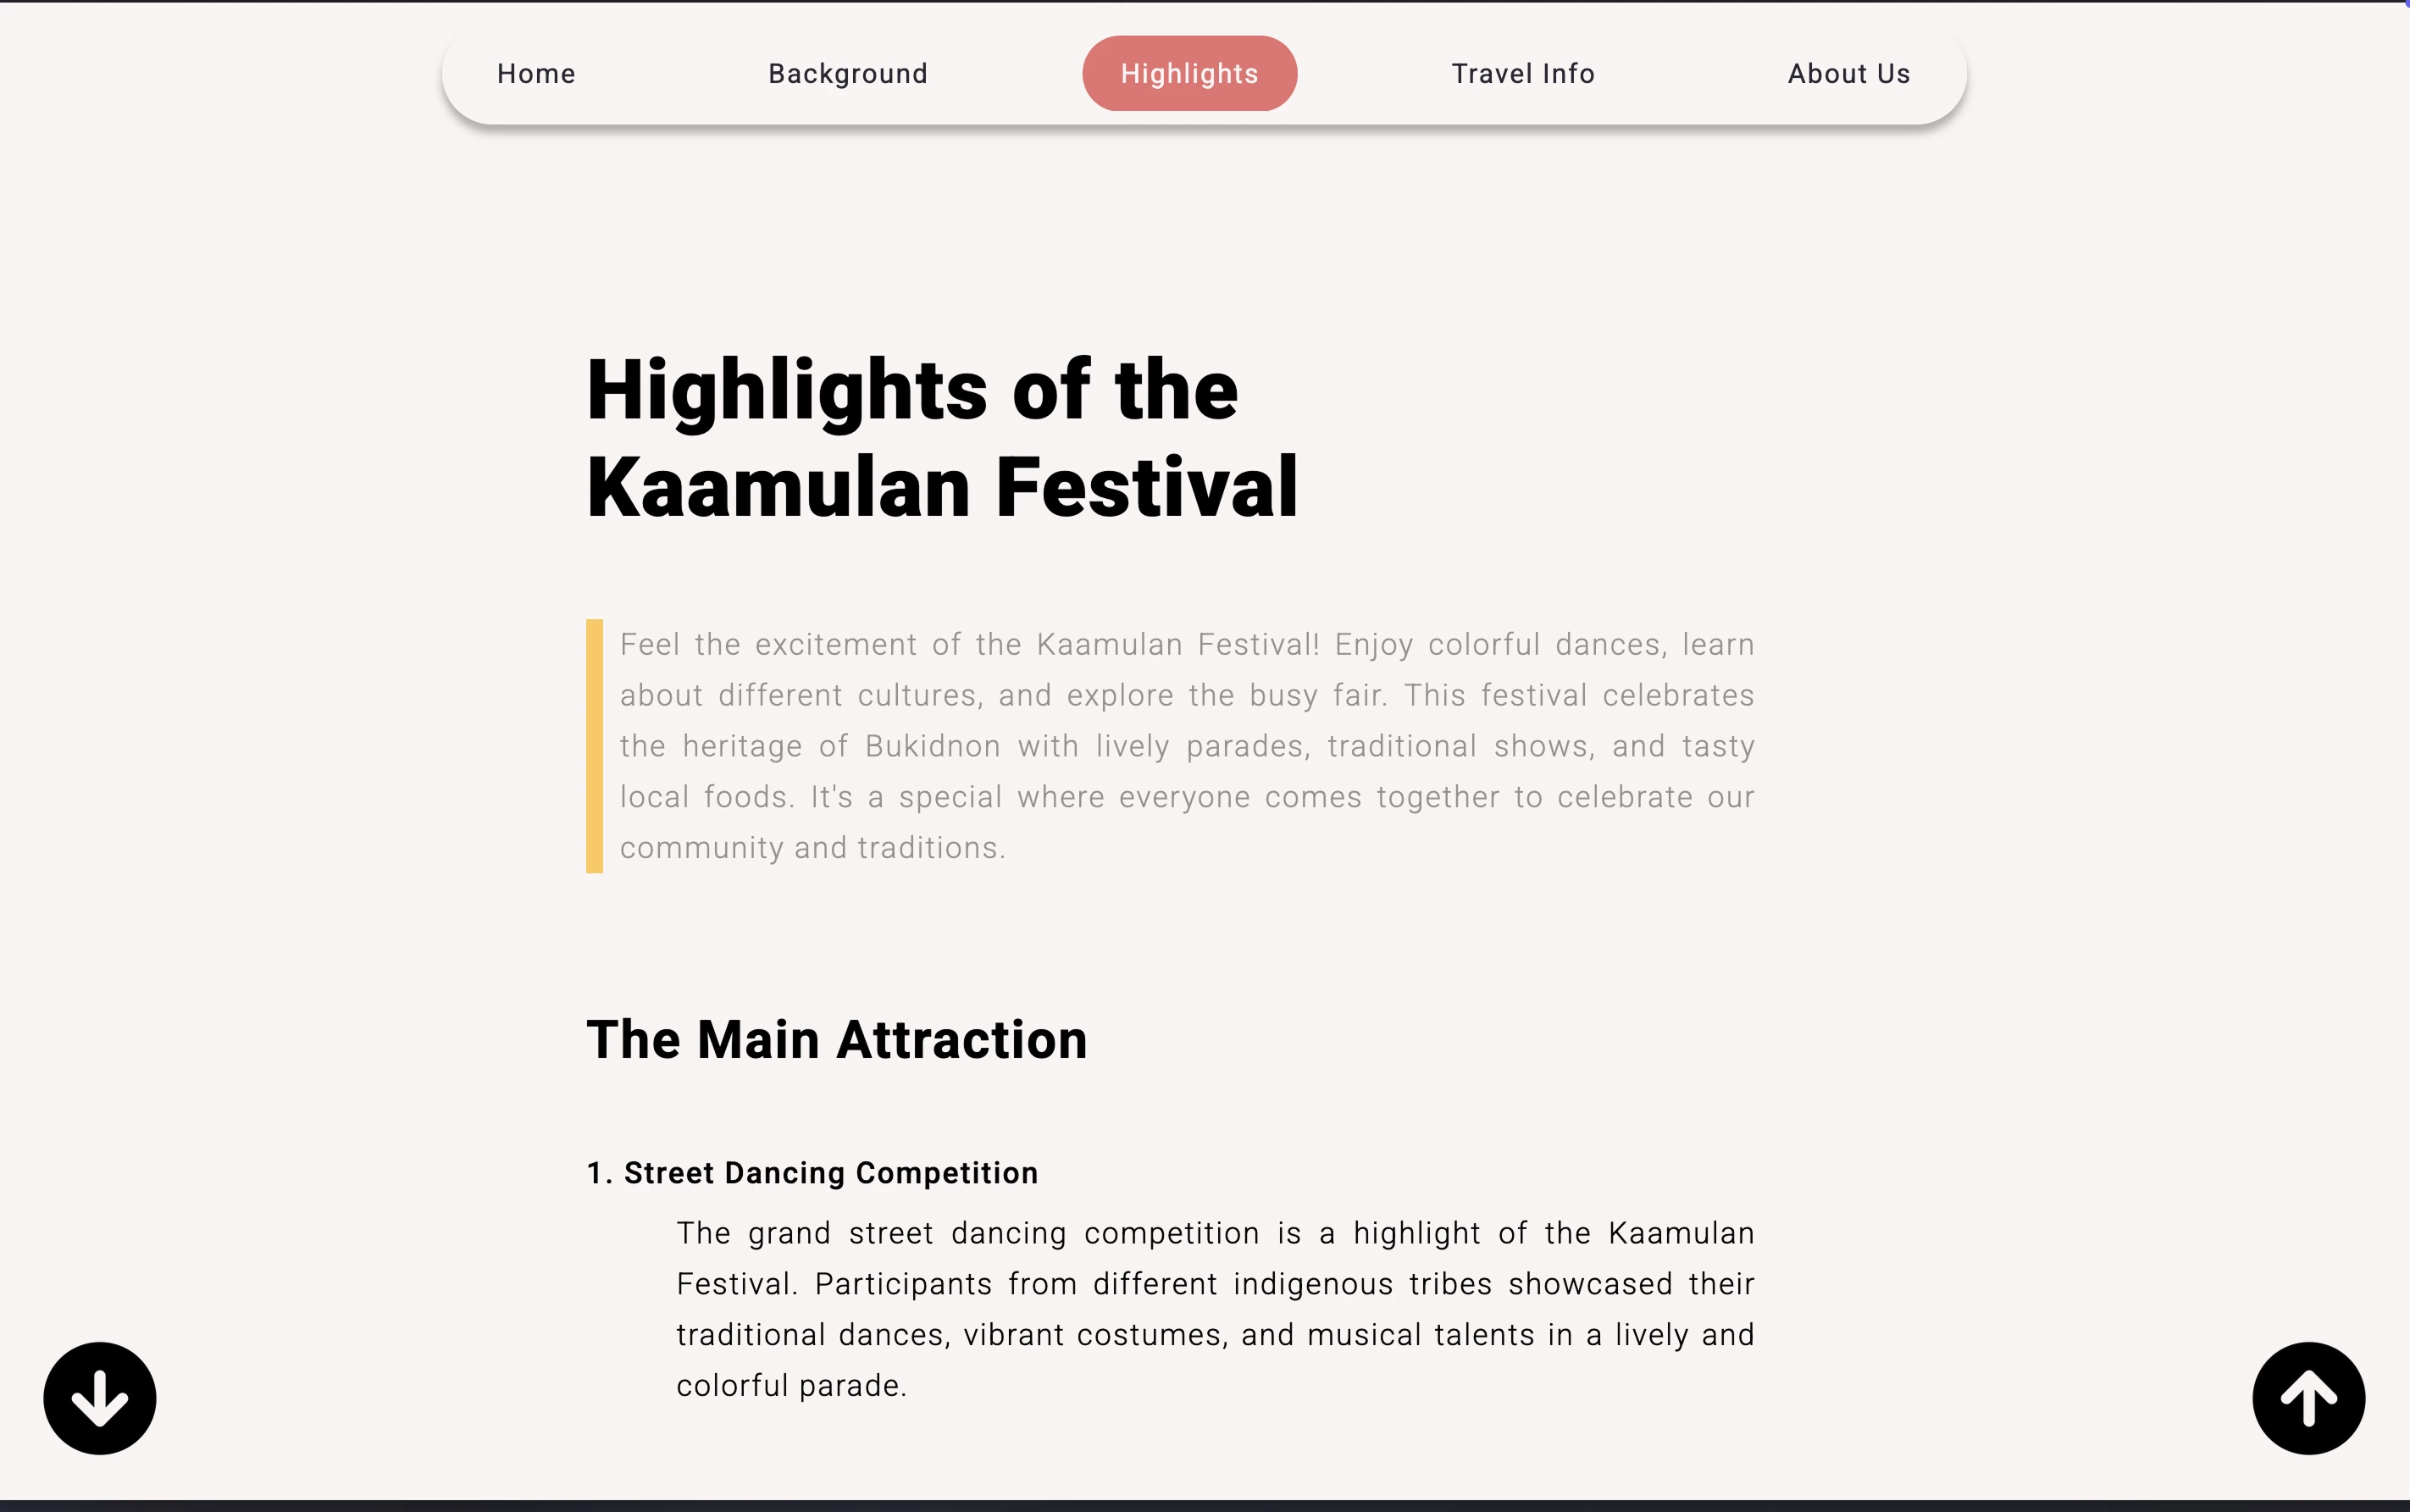 Home
Background
Highlights
Travel Info
About Us
Highlights of the
Kaamulan Festival
Feel the excitement of the Kaamulan Festival! Enjoy colorful dances, learn
about different cultures, and explore the busy fair. This festival celebrates
the heritage of Bukidnon with lively parades, traditional shows, and tasty
local foods. It's a special where everyone comes together to celebrate our
community and traditions.
The Main Attraction
1. Street Dancing Competition
The grand street dancing competition is a highlight of the Kaamulan
Festival. Participants from different indigenous tribes showcased their
traditional dances, vibrant costumes, and musical talents in a lively and
colorful parade.